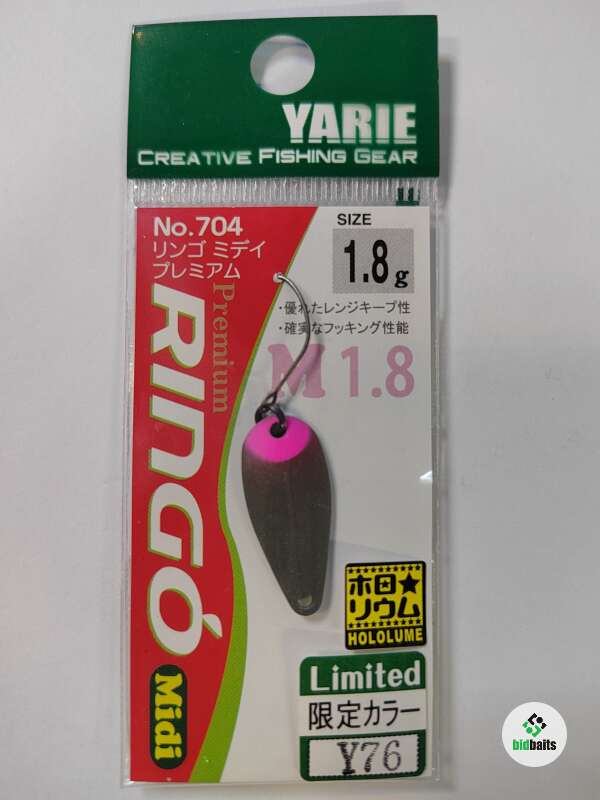 YARIE
CREATIVE FISHING GEAR
No.704
リンゴ ミデイ
プレミアム
Premium
RINGO
Midi
SIZE
1.8g
・優れたレンジキープ性
・確実なフッキング性能
M 1.8
ホロ★
リウム
HOLOLUME
Limited
限定カラー
Y76
bidbaits